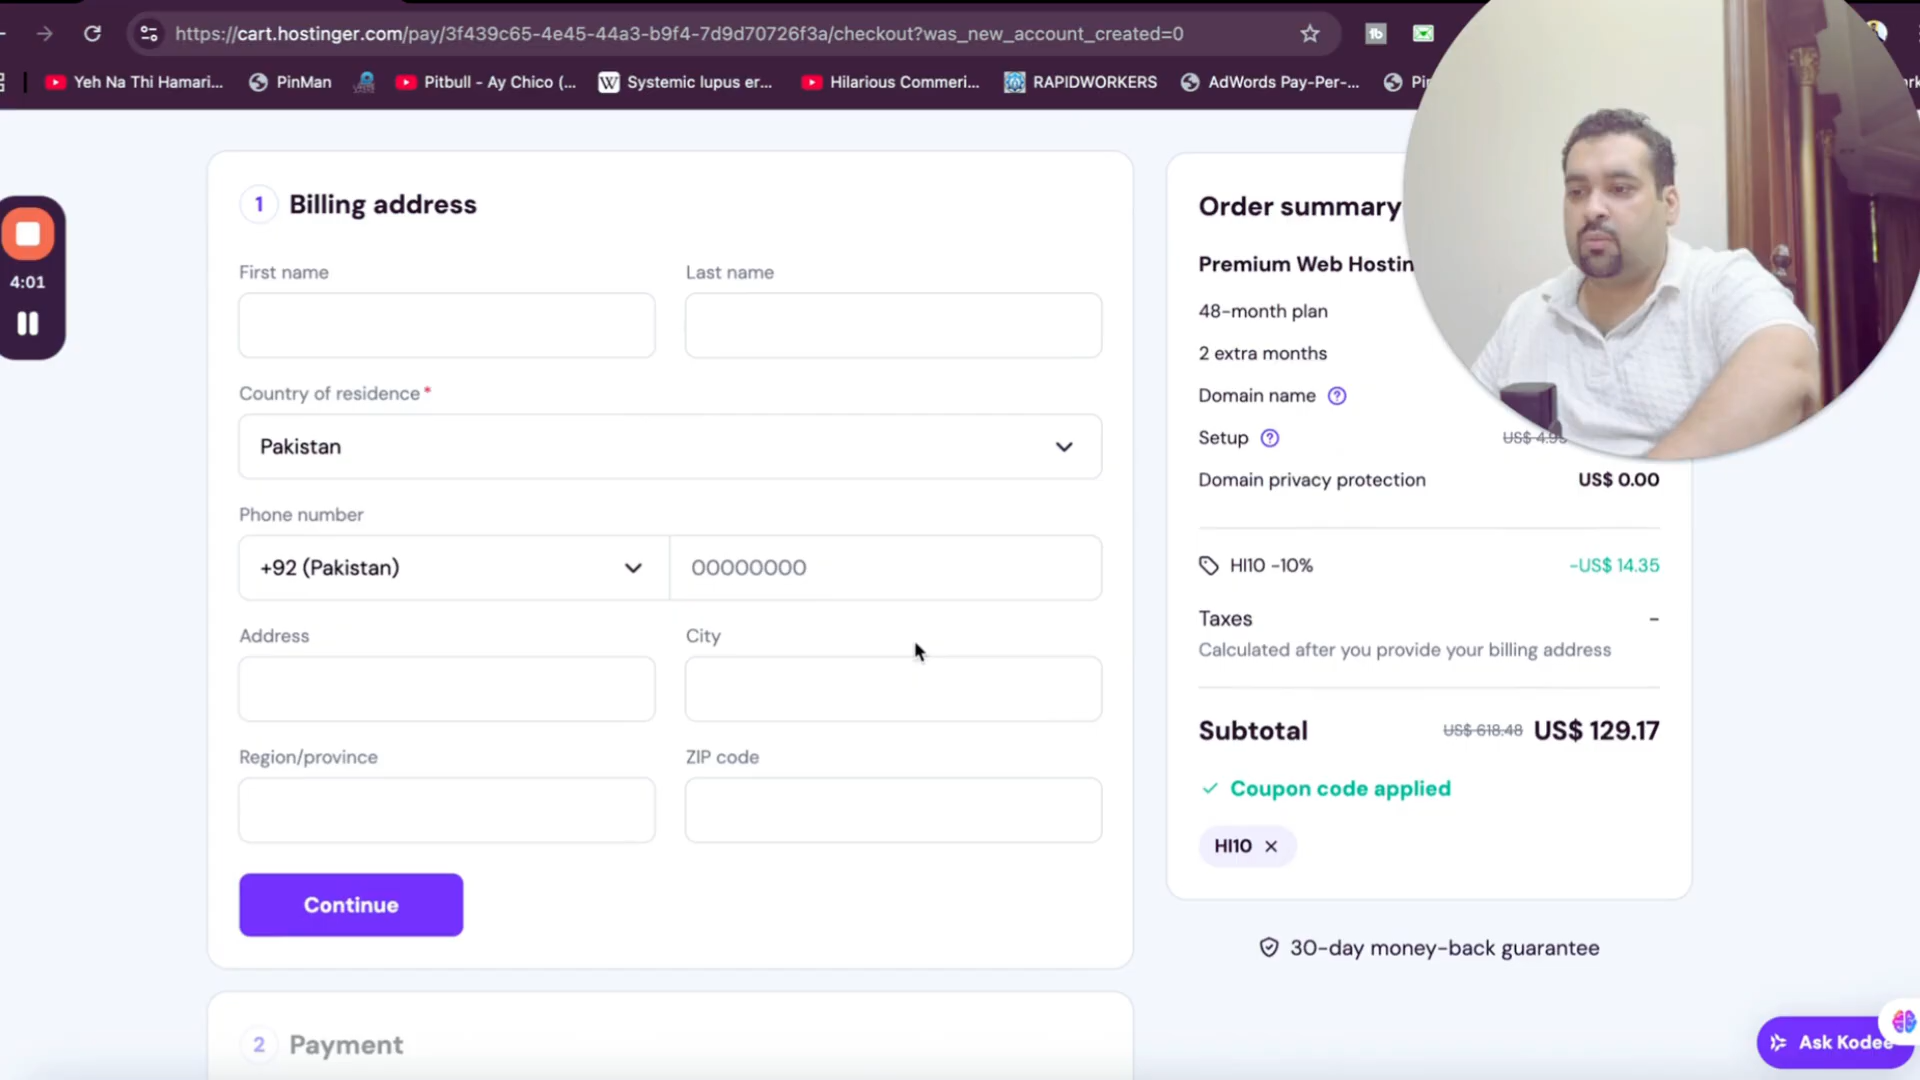 https://cart.hostinger.com/pay/3f439c65-4e45-44a3-b9f4-7d9d70726f3a/checkout?was_new_account_created=0
Yeh Na Thi Hamari...
PinMan
Pitbull - Ay Chico (...
Systemic lupus er...
Hilarious Commeri...
RAPIDWORKERS
AdWords Pay-Per-...
4:01
1 Billing address
First name
Last name
Country of residence*
Pakistan
Phone number
+92 (Pakistan)
00000000
Address
City
Region/province
ZIP code
Continue
2 Payment
Order summary
Premium Web Hostin
48-month plan
2 extra months
Domain name
Setup
Domain privacy protection US$ 0.00
HI10 -10% -US$ 14.35
Taxes -
Calculated after you provide your billing address
Subtotal US$ 618.48 US$ 129.17
Coupon code applied
HI10
30-day money-back guarantee
Ask Kodee